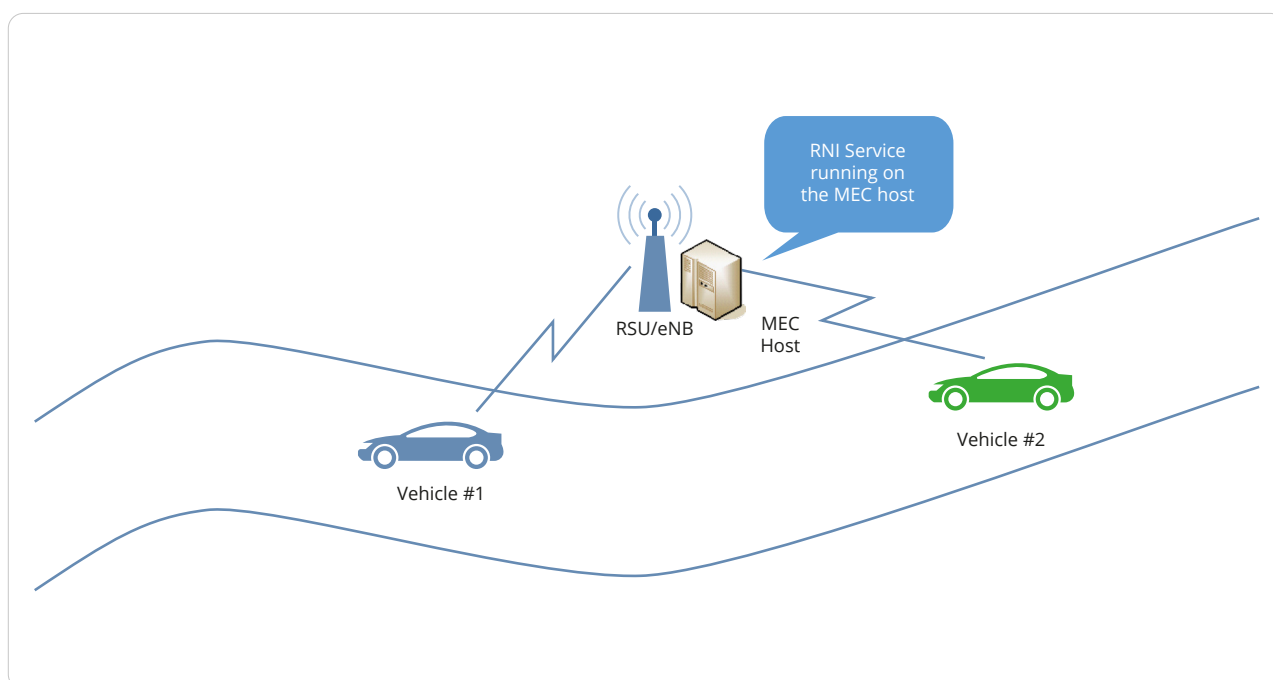 RNI Service
running on
the MEC host
RSU/eNB
MEC
Host
Vehicle #2
Vehicle #1